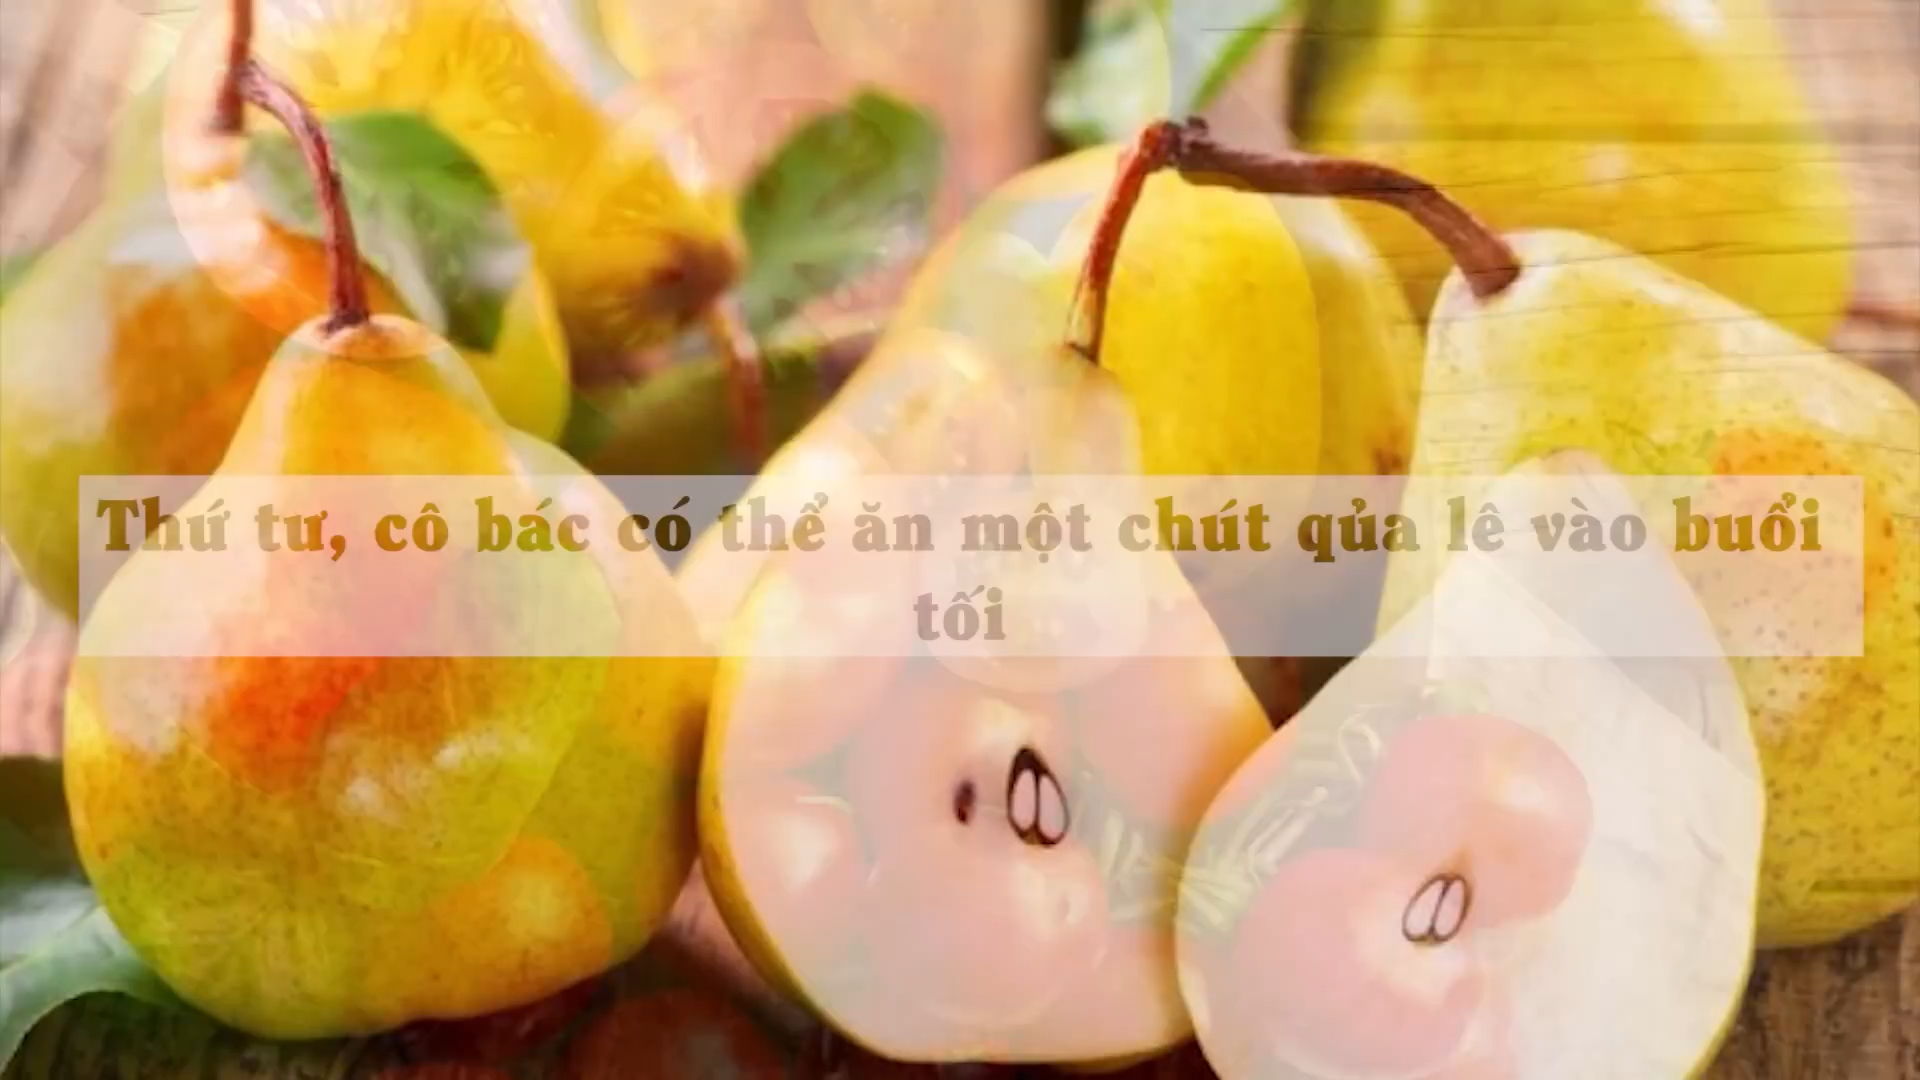 Thứ tư, cô bác có thể ăn một chút qủa lê vào buổi
tối